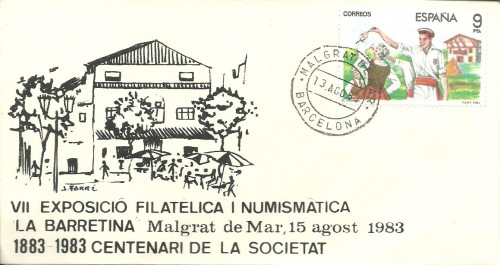 CORREOS ESPAÑA 9
PTA
MALGRAT
13 AGO
BARCELONA
J. FARRÉ
VII EXPOSICIÓ FILATELICA I NUMISMÀTICA
'LA BARRETINA' Malgrat de Mar, 15 agost 1983
1883-1983 CENTENARI DE LA SOCIETAT